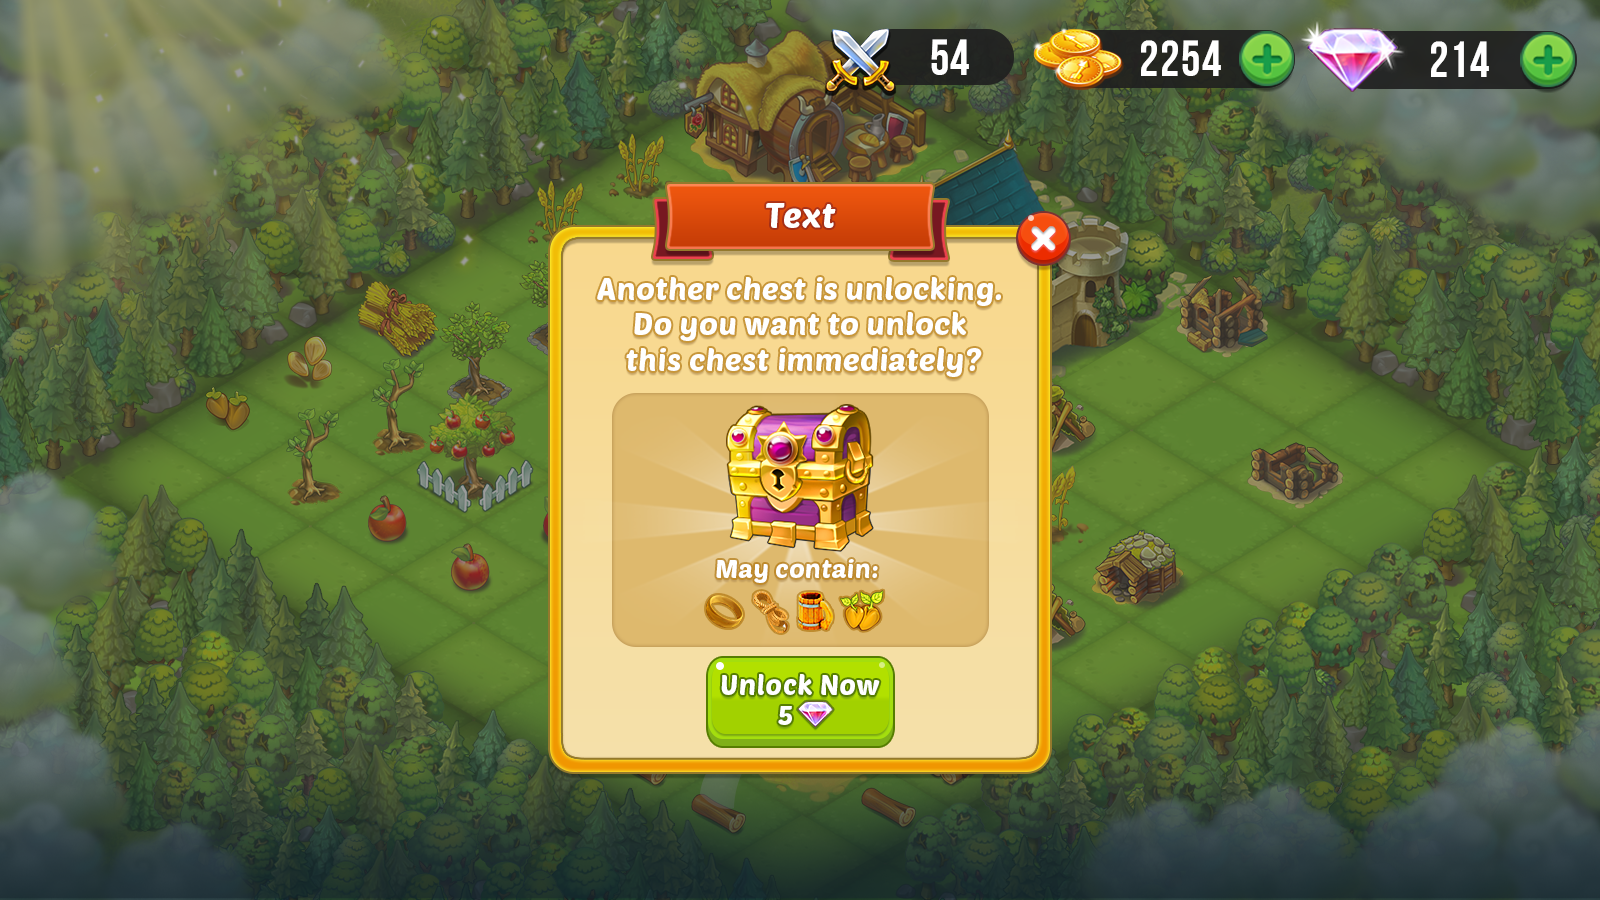 54
2254
214
Text
Another chest is unlocking.
Do you want to unlock
this chest immediately?
May contain:
Unlock Now
5